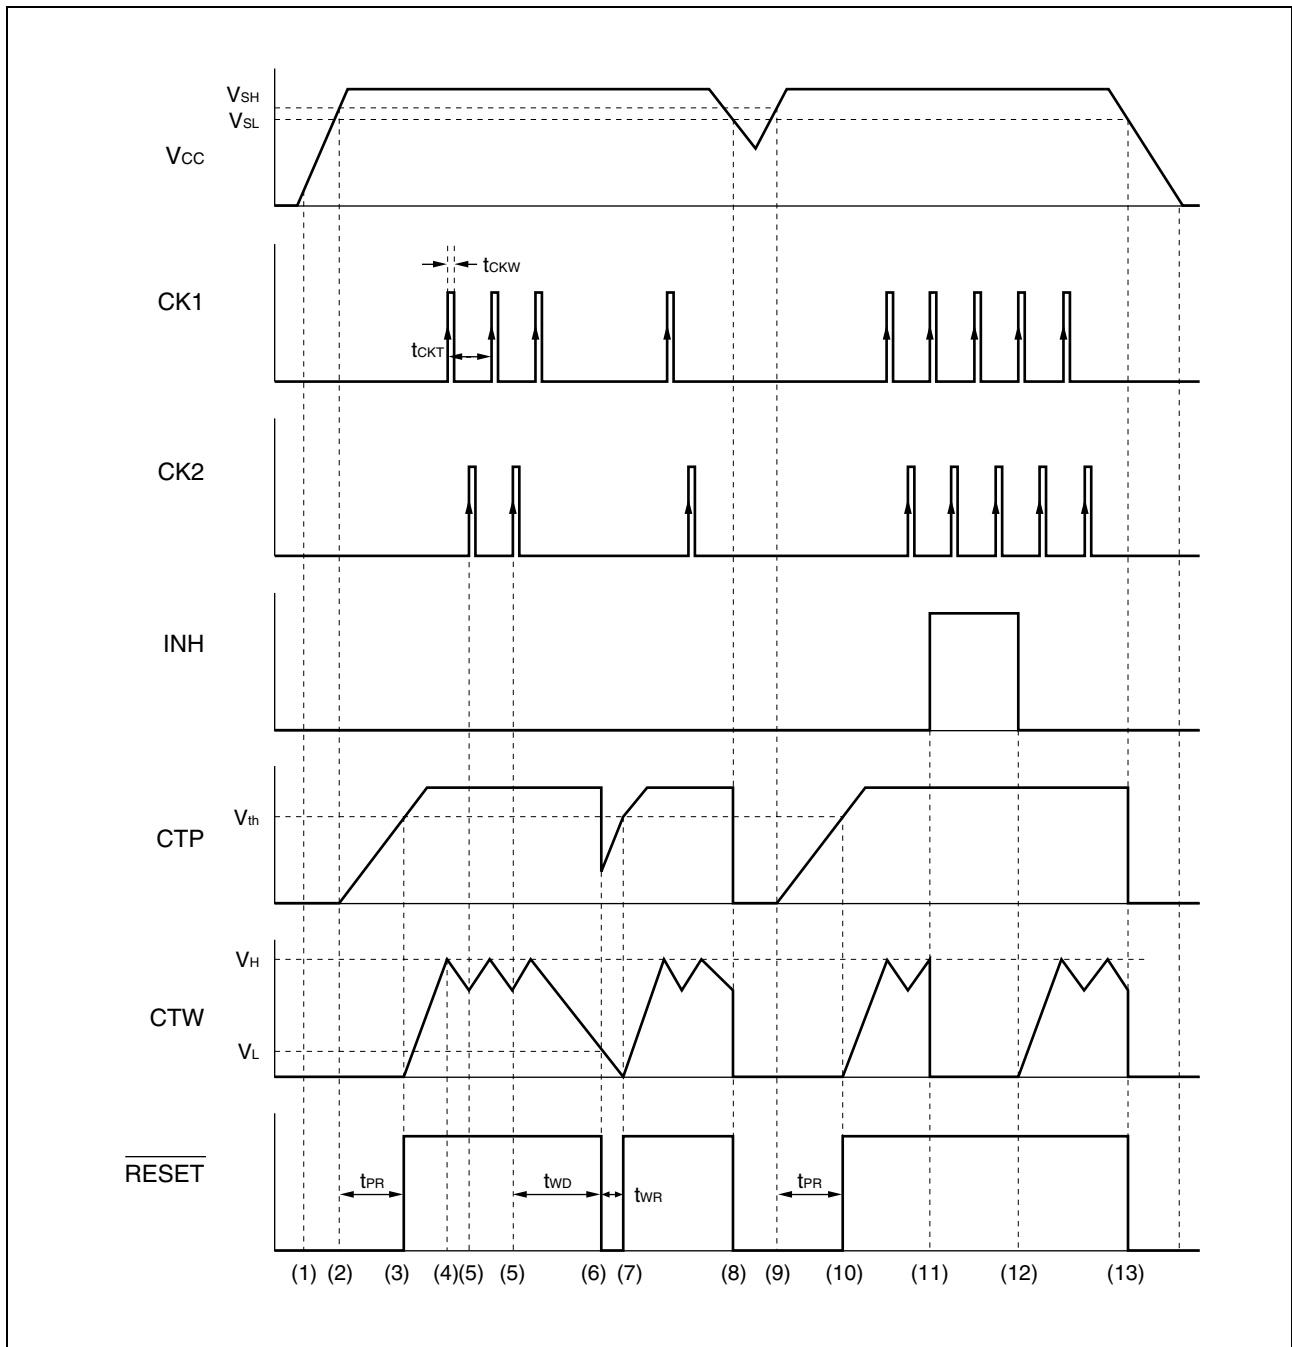 VSH
VSL
VCC
tCKW
CK1
tCKT
CK2
INH
Vth
CTP
VH
CTW
VL
RESET
tPR
tWD
tWR
tPR
(1) (2) (3) (4)(5) (5) (6) (7) (8) (9) (10) (11) (12) (13)